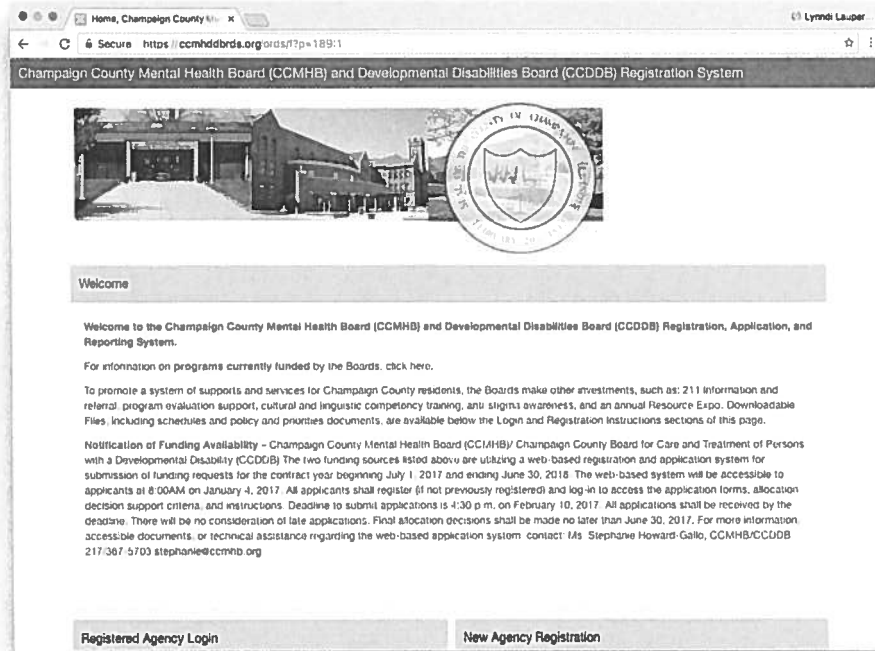 Home, Champaign County
Lynndi Lauper
Secure https://ccmhddbrds.org/ords/f?p=189:1
Champaign County Mental Health Board (CCMHB) and Developmental Disabilities Board (CCDDB) Registration System
Welcome
Welcome to the Champaign County Mental Health Board (CCMHB) and Developmental Disabilities Board (CCDDB) Registration, Application, and
Reporting System.
For information on programs currently funded by the Boards, click here.
To promote a system of supports and services for Champaign County residents, the Boards make other investments, such as: 211 information and
referral, program evaluation support, cultural and linguistic competency training, anti stigma awareness, and an annual Resource Expo. Downloadable
Files, including schedules and policy and priorities documents, are available below the Login and Registration Instructions sections of this page.
Notification of Funding Availability – Champaign County Mental Health Board (CCMHB)/ Champaign County Board for Care and Treatment of Persons
with a Developmental Disability (CCDDB) The two funding sources listed above are utilizing a web-based registration and application system for
submission of funding requests for the contract year beginning July 1, 2017 and ending June 30, 2018. The web-based system will be accessible to
applicants at 8:00AM on January 4, 2017. All applicants shall register (if not previously registered) and log-in to access the application forms, allocation
decision support criteria, and instructions. Deadline to submit applications is 4:30 p.m. on February 10, 2017. All applications shall be received by the
deadline. There will be no consideration of late applications. Final allocation decisions shall be made no later than June 30, 2017. For more information,
accessible documents, or technical assistance regarding the web-based application system, contact: Ms. Stephanie Howard-Gallo, CCMHB/CCDDB
217/367-5703 stephanie@ccmhb.org
Registered Agency Login
New Agency Registration